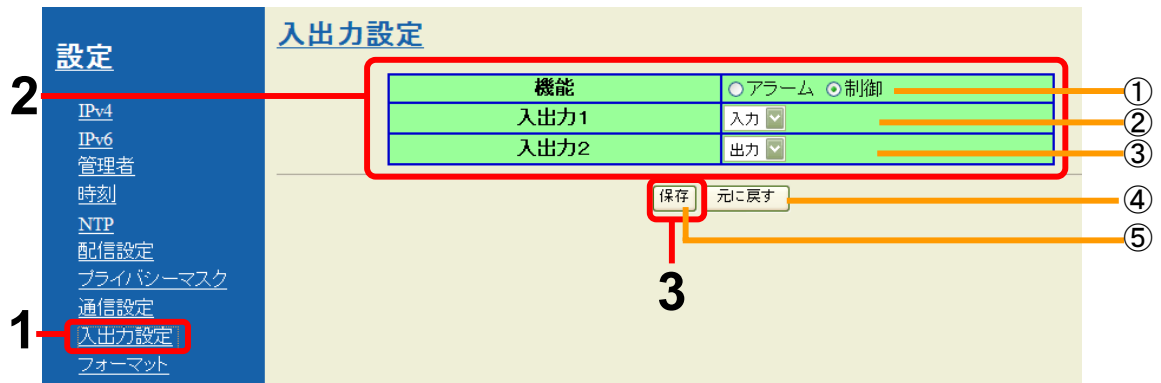 設定
IPv4
IPv6
管理者
時刻
NTP
配信設定
プライバシーマスク
通信設定
1 入出力設定
フォーマット
入出力設定
2
機能 アラーム 制御 ①
入出力1 入力 ②
入出力2 出力 ③
保存 元に戻す ④
⑤
3